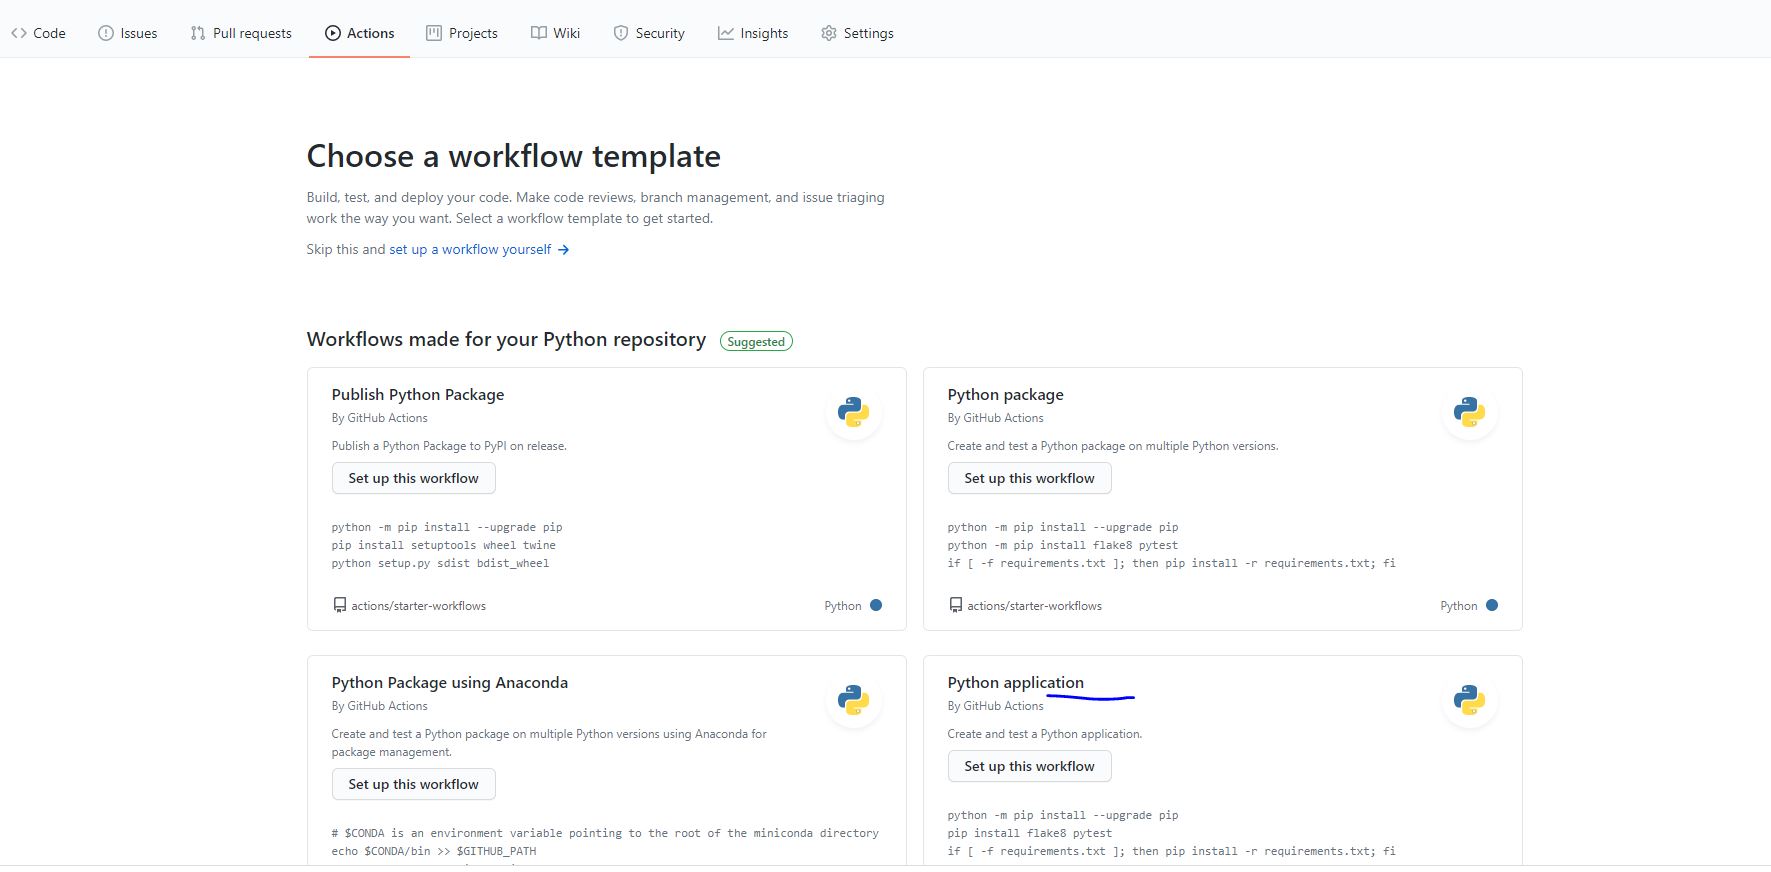 Code Issues Pull requests Actions Projects Wiki Security Insights Settings
Choose a workflow template
Build, test, and deploy your code. Make code reviews, branch management, and issue triaging
work the way you want. Select a workflow template to get started.
Skip this and set up a workflow yourself →
Workflows made for your Python repository Suggested
Publish Python Package
By GitHub Actions
Publish a Python Package to PyPI on release.
Set up this workflow
python -m pip install --upgrade pip
pip install setuptools wheel twine
python setup.py sdist bdist_wheel
actions/starter-workflows Python
Python package
By GitHub Actions
Create and test a Python package on multiple Python versions.
Set up this workflow
python -m pip install --upgrade pip
python -m pip install flake8 pytest
if [ -f requirements.txt ]; then pip install -r requirements.txt; fi
actions/starter-workflows Python
Python Package using Anaconda
By GitHub Actions
Create and test a Python package on multiple Python versions using Anaconda for
package management.
Set up this workflow
# $CONDA is an environment variable pointing to the root of the miniconda directory
echo $CONDA/bin >> $GITHUB_PATH
Python application
By GitHub Actions
Create and test a Python application.
Set up this workflow
python -m pip install --upgrade pip
pip install flake8 pytest
if [ -f requirements.txt ]; then pip install -r requirements.txt; fi